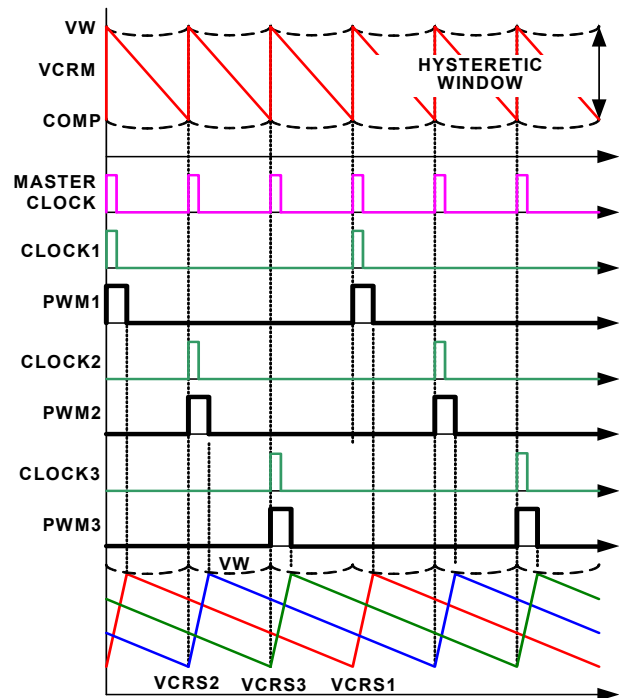 VW
VCRM
HYSTERETIC
WINDOW
COMP
MASTER
CLOCK
CLOCK1
PWM1
CLOCK2
PWM2
CLOCK3
PWM3
VW
VCRS2 VCRS3 VCRS1